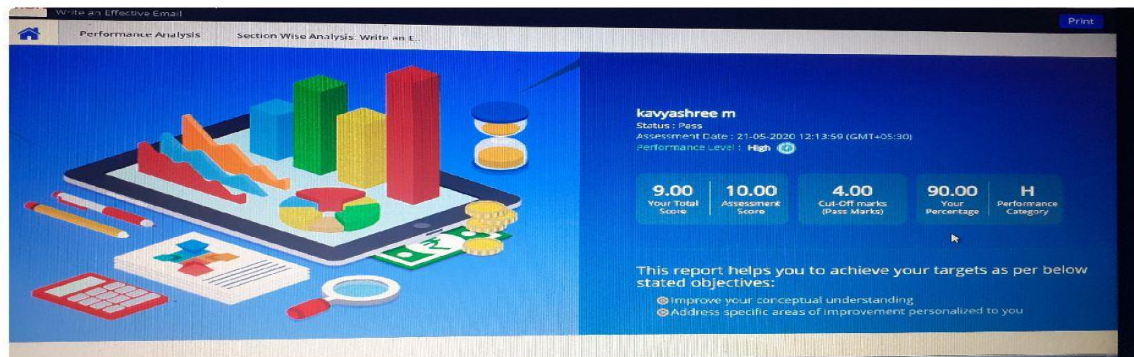 Write an Effective Email
Print
Performance Analysis Section Wise Analysis: Write an E...
kavyashree m
Status : Pass
Assessment Date : 21-05-2020 12:13:59 (GMT+05:30)
Performance Level : High
9.00 10.00 4.00 90.00 H
Your Total Score Assessment Score Cut-Off marks (Pass Marks) Your Percentage Performance Category
This report helps you to achieve your targets as per below
stated objectives:
Improve your conceptual understanding
Address specific areas of improvement personalized to you